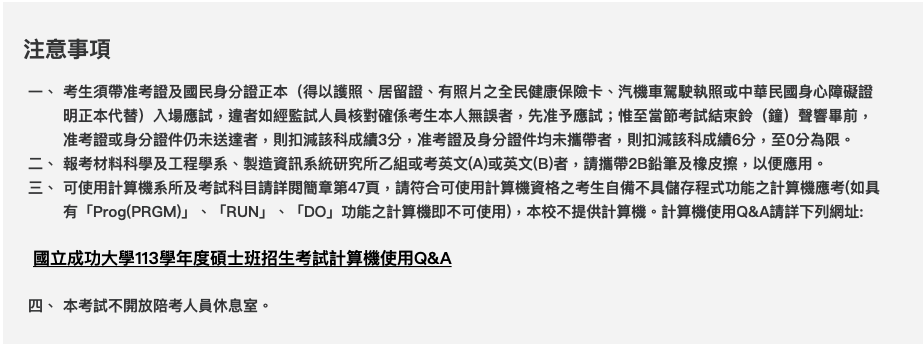 注意事項
一、 考生須帶准考證及國民身分證正本（得以護照、居留證、有照片之全民健康保險卡、汽機車駕駛執照或中華民國身心障礙證
明正本代替）入場應試，違者如經監試人員核對確係考生本人無誤者，先准予應試；惟至當節考試結束鈴（鐘）聲響畢前，
准考證或身分證件仍未送達者，則扣減該科成績3分，准考證及身分證件均未攜帶者，則扣減該科成績6分，至0分為限。
二、 報考材料科學及工程學系、製造資訊系統研究所乙組或考英文(A)或英文(B)者，請攜帶2B鉛筆及橡皮擦，以便應用。
三、 可使用計算機系所及考試科目請詳閱簡章第47頁，請符合可使用計算機資格之考生自備不具儲存程式功能之計算機應考(如具
有「Prog(PRGM)」、「RUN」、「DO」功能之計算機即不可使用)，本校不提供計算機。計算機使用Q&A請詳下列網址:
國立成功大學113學年度碩士班招生考試計算機使用Q&A
四、 本考試不開放陪考人員休息室。